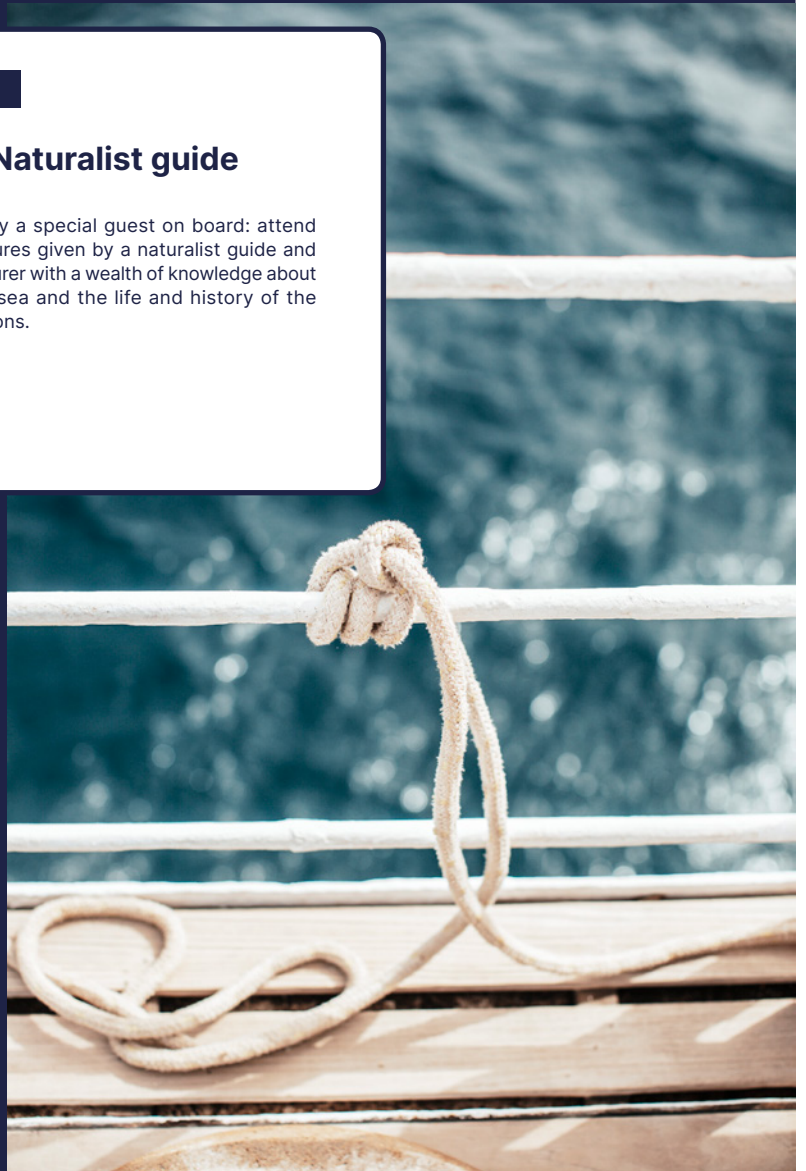 Naturalist guide
y a special guest on board: attend
ures given by a naturalist guide and
urer with a wealth of knowledge about
sea and the life and history of the
ons.